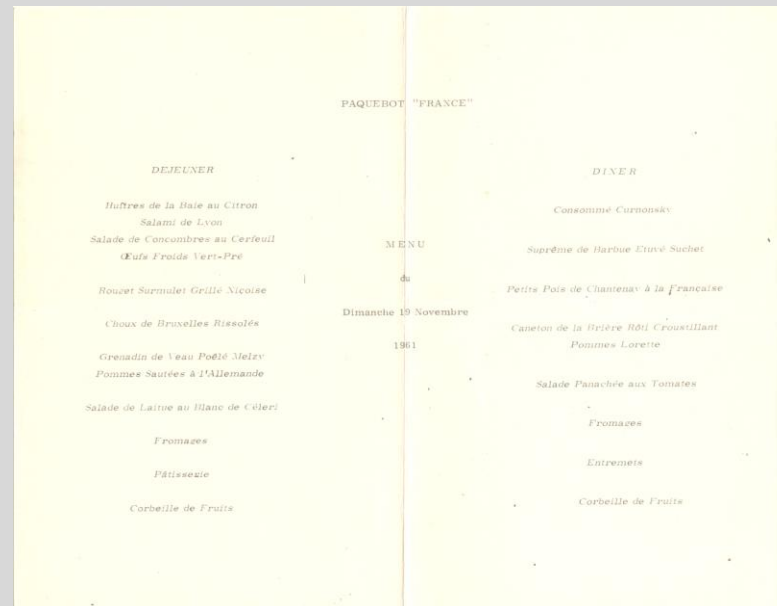 PAQUEBOT "FRANCE"
DEJEUNER
Huîtres de la Baie au Citron
Salami de Lyon
Salade de Concombres au Cerfeuil
Œufs Froids Vert-Pré
Rouget Surmulet Grillé Niçoise
Choux de Bruxelles Rissolés
Grenadin de Veau Poêlé Melzy
Pommes Sautées à l'Allemande
Salade de Laitue au Blanc de Céleri
Fromages
Pâtisserie
Corbeille de Fruits
MENU
du
Dimanche 19 Novembre
1961
DINER
Consommé Curnonsky
Suprême de Barbue Etuvé Suchet
Petits Pois de Chantenay à la Française
Caneton de la Brière Rôti Croustillant
Pommes Lorette
Salade Panachée aux Tomates
Fromages
Entremets
Corbeille de Fruits